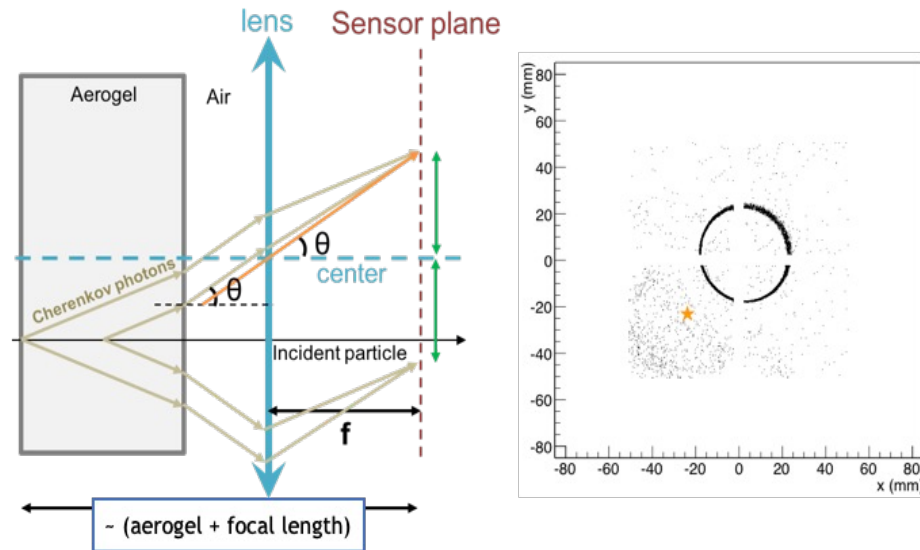 lens
Sensor plane
Aerogel
Air
Cherenkov photons
θ
θ
center
Incident particle
f
~ (aerogel + focal length)
y (mm)
80
60
40
20
0
-20
-40
-60
-80
-80 -60 -40 -20 0 20 40 60 80
x (mm)